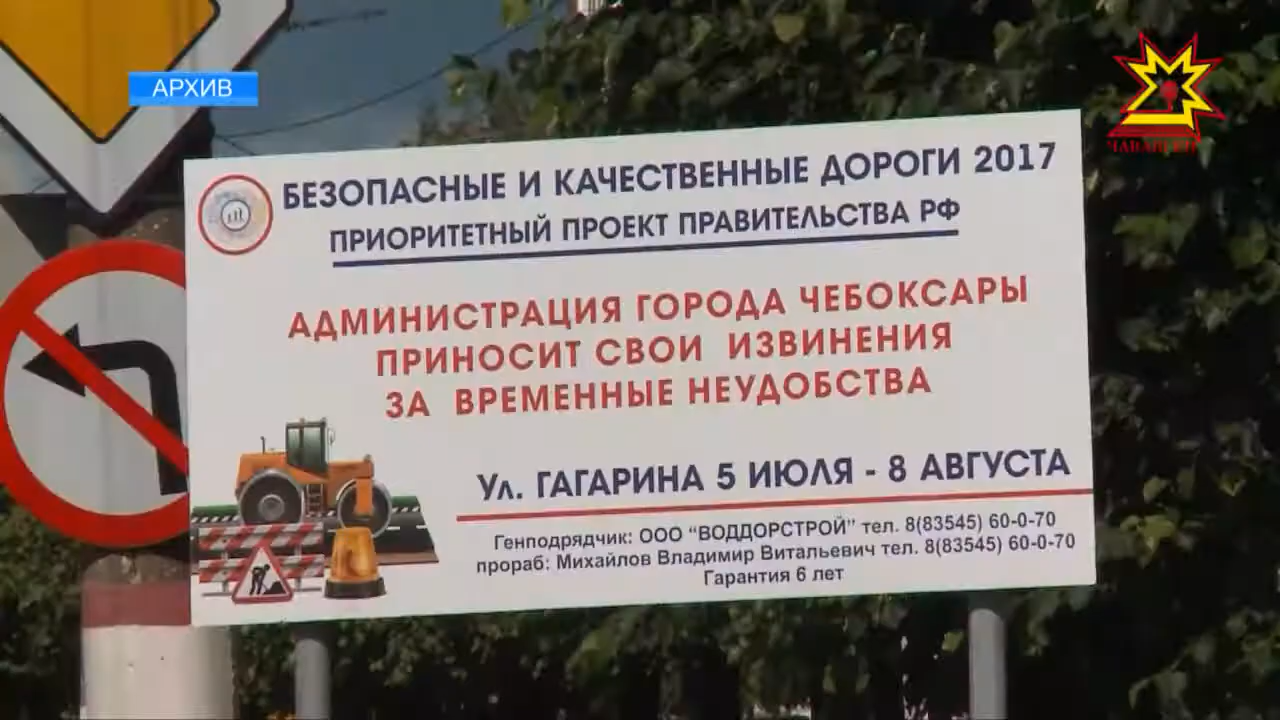 АРХИВ
БЕЗОПАСНЫЕ И КАЧЕСТВЕННЫЕ ДОРОГИ 2017
ПРИОРИТЕТНЫЙ ПРОЕКТ ПРАВИТЕЛЬСТВА РФ
АДМИНИСТРАЦИЯ ГОРОДА ЧЕБОКСАРЫ
ПРИНОСИТ СВОИ ИЗВИНЕНИЯ
ЗА ВРЕМЕННЫЕ НЕУДОБСТВА
Ул. ГАГАРИНА 5 ИЮЛЯ - 8 АВГУСТА
Генподрядчик: ООО "ВОДДОРСТРОЙ" тел. 8(83545) 60-0-70
прораб: Михайлов Владимир Витальевич тел. 8(83545) 60-0-70
Гарантия 6 лет